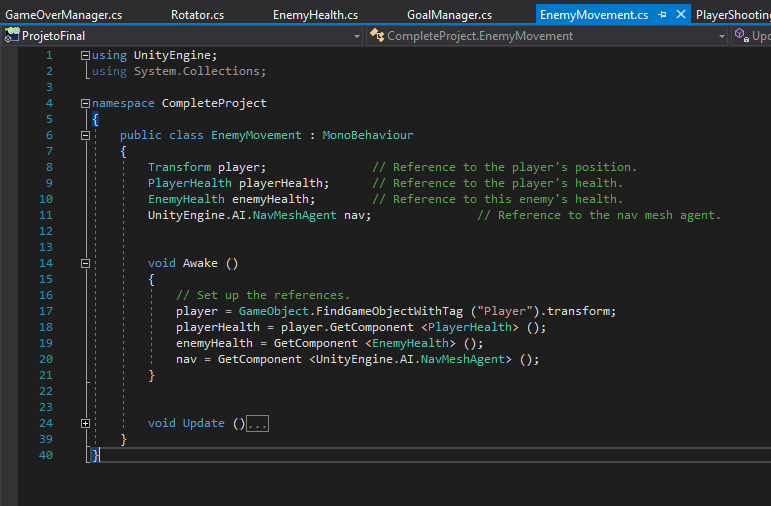 GameOverManager.cs Rotator.cs EnemyHealth.cs GoalManager.cs EnemyMovement.cs PlayerShooting
ProjetoFinal CompleteProject.EnemyMovement Upd
1 using UnityEngine;
2 using System.Collections;
3
4 namespace CompleteProject
5 {
6 public class EnemyMovement : MonoBehaviour
7 {
8 Transform player; // Reference to the player's position.
9 PlayerHealth playerHealth; // Reference to the player's health.
10 EnemyHealth enemyHealth; // Reference to this enemy's health.
11 UnityEngine.AI.NavMeshAgent nav; // Reference to the nav mesh agent.
12
13
14 void Awake ()
15 {
16 // Set up the references.
17 player = GameObject.FindGameObjectWithTag ("Player").transform;
18 playerHealth = player.GetComponent <PlayerHealth> ();
19 enemyHealth = GetComponent <EnemyHealth> ();
20 nav = GetComponent <UnityEngine.AI.NavMeshAgent> ();
21 }
22
23
24 void Update ()...
39 }
40 }